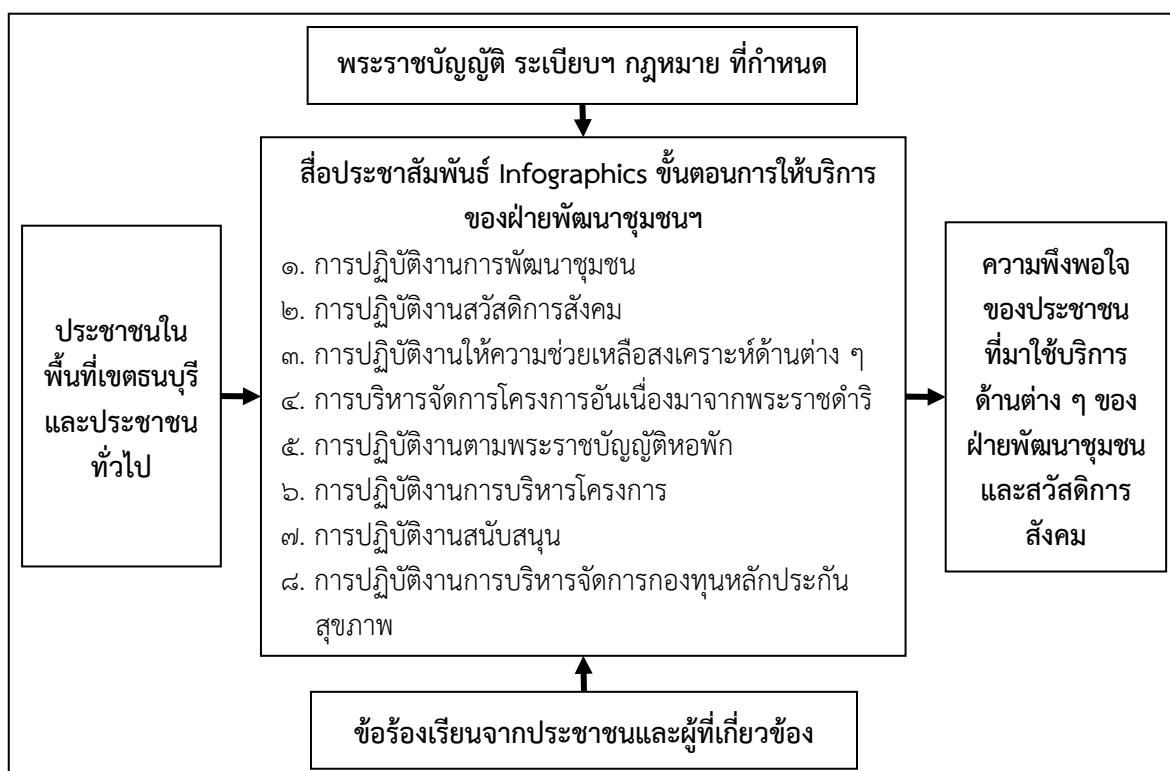 พระราชบัญญัติ ระเบียบฯ กฎหมาย ที่กำหนด
สื่อประชาสัมพันธ์ Infographics ขั้นตอนการให้บริการ
ของฝ่ายพัฒนาชุมชนฯ
๑. การปฏิบัติงานการพัฒนาชุมชน
๒. การปฏิบัติงานสวัสดิการสังคม
๓. การปฏิบัติงานให้ความช่วยเหลือสงเคราะห์ด้านต่าง ๆ
๔. การบริหารจัดการโครงการอันเนื่องมาจากพระราชดำริ
๕. การปฏิบัติงานตามพระราชบัญญัติหอพัก
๖. การปฏิบัติงานการบริหารโครงการ
๗. การปฏิบัติงานสนับสนุน
๘. การปฏิบัติงานการบริหารจัดการกองทุนหลักประกัน
สุขภาพ
ประชาชนใน
พื้นที่เขตธนบุรี
และประชาชน
ทั่วไป
ความพึงพอใจ
ของประชาชน
ที่มาใช้บริการ
ด้านต่าง ๆ ของ
ฝ่ายพัฒนาชุมชน
และสวัสดิการ
สังคม
ข้อร้องเรียนจากประชาชนและผู้ที่เกี่ยวข้อง